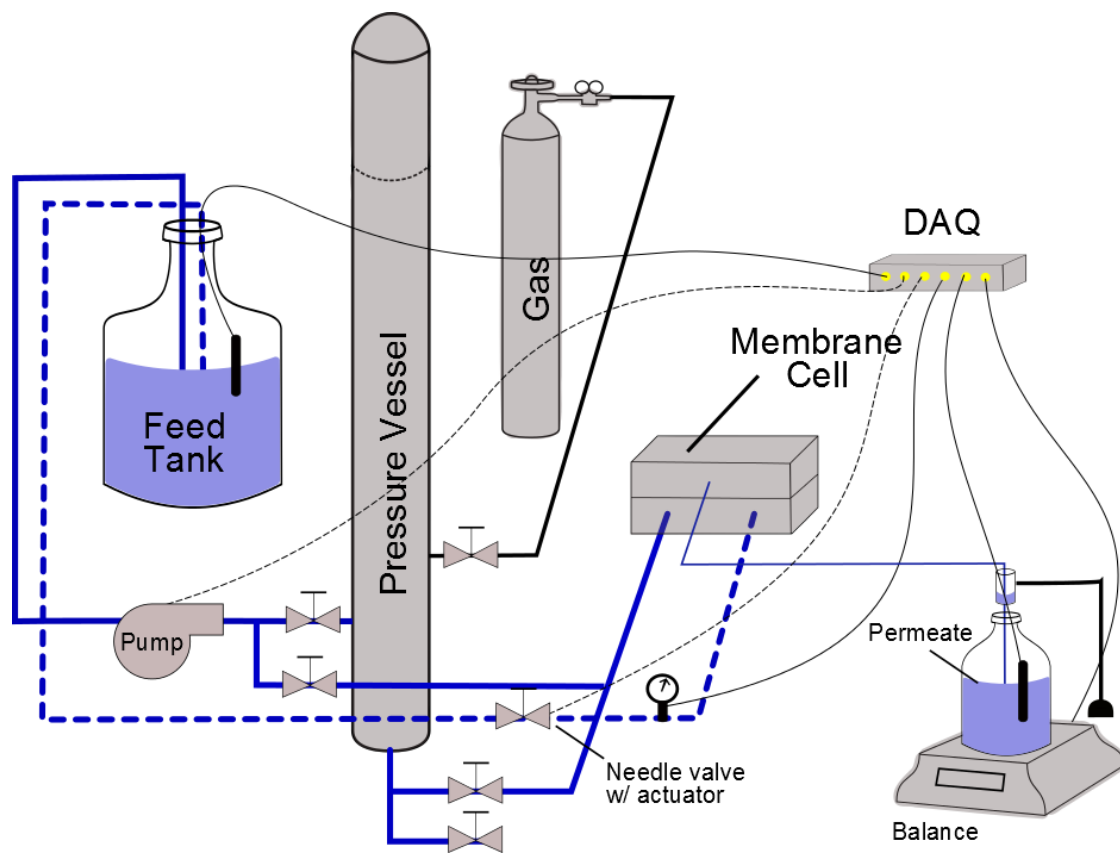 DAQ
Gas
Membrane
Cell
Pressure Vessel
Feed
Tank
Pump
Permeate
Needle valve
w/ actuator
Balance